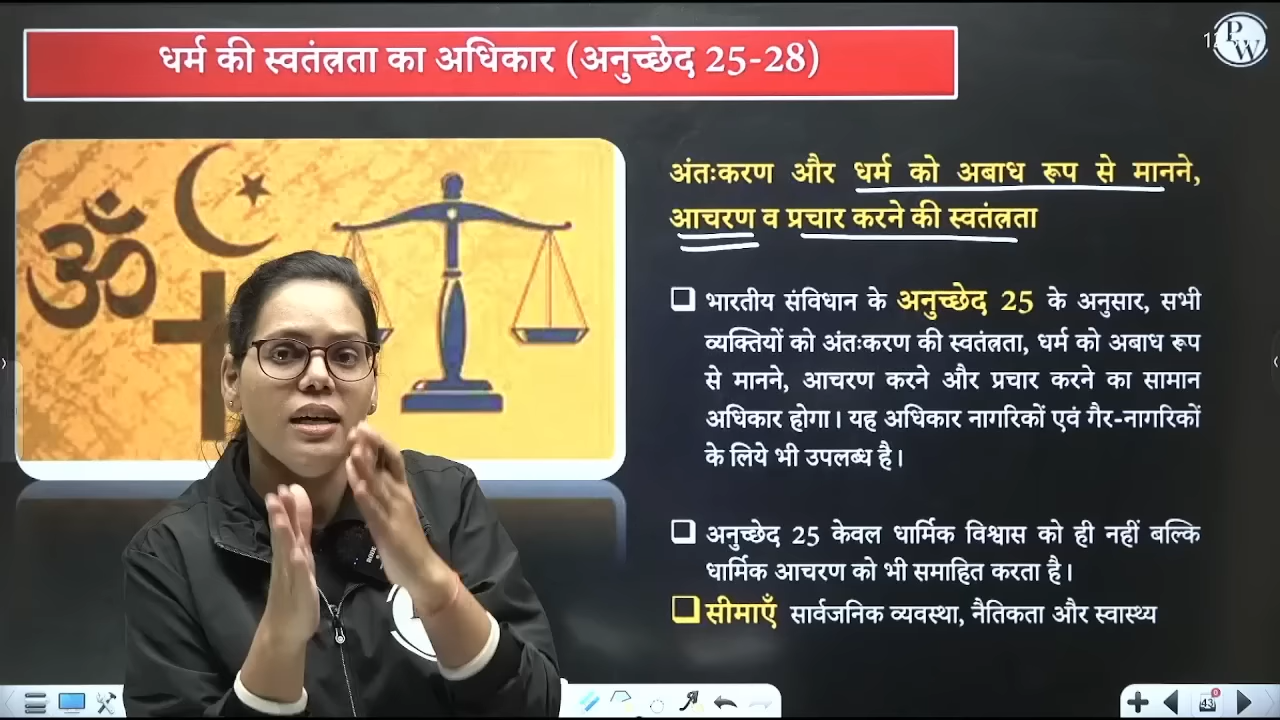 धर्म की स्वतंत्रता का अधिकार (अनुच्छेद 25-28)
PW
अंतःकरण और धर्म को अबाध रूप से मानने,
आचरण व प्रचार करने की स्वतंत्रता
भारतीय संविधान के अनुच्छेद 25 के अनुसार, सभी
व्यक्तियों को अंतःकरण की स्वतंत्रता, धर्म को अबाध रूप
से मानने, आचरण करने और प्रचार करने का सामान
अधिकार होगा। यह अधिकार नागरिकों एवं गैर-नागरिकों
के लिये भी उपलब्ध है।
अनुच्छेद 25 केवल धार्मिक विश्वास को ही नहीं बल्कि
धार्मिक आचरण को भी समाहित करता है।
सीमाएँ सार्वजनिक व्यवस्था, नैतिकता और स्वास्थ्य
43